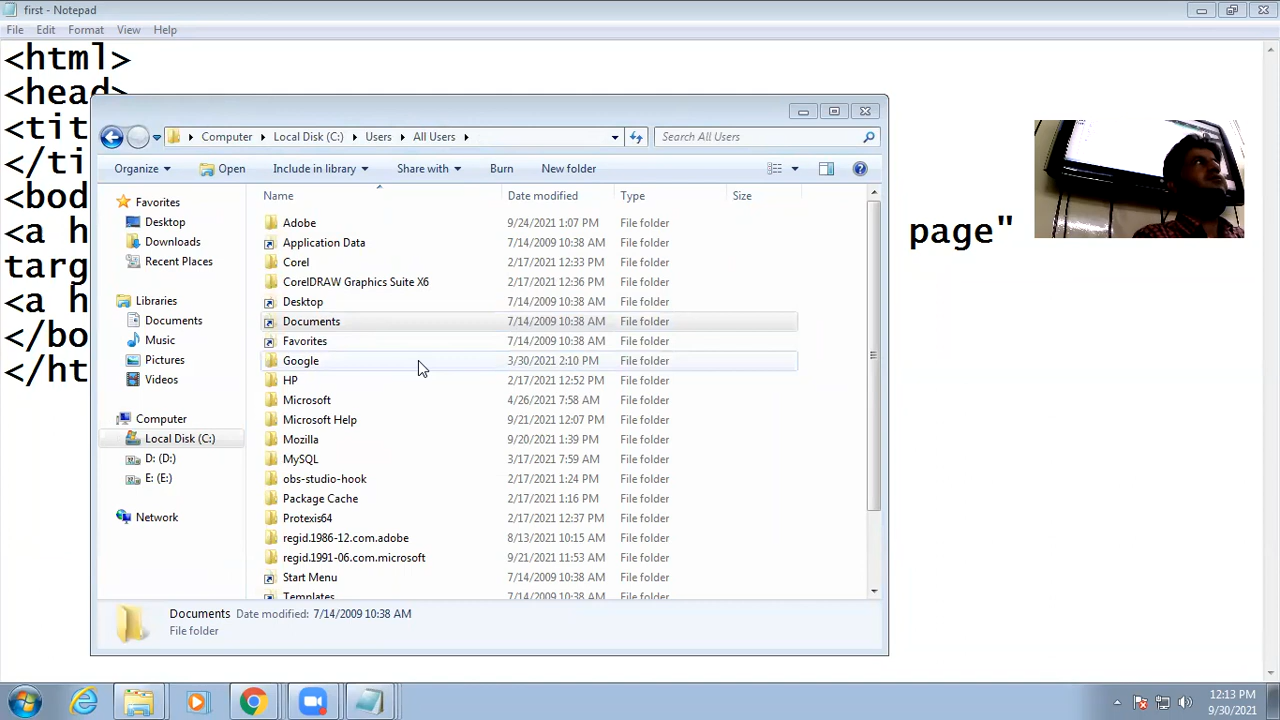 first - Notepad
File Edit Format View Help
<html>
<head>
<tit
</ti
<bod
<a h page"
targ
<a h
</bo
</ht
Computer Local Disk (C:) Users All Users
Search All Users
Organize Open Include in library Share with Burn New folder
Name Date modified Type Size
Favorites
Desktop
Downloads
Recent Places
Libraries
Documents
Music
Pictures
Videos
Computer
Local Disk (C:)
D: (D:)
E: (E:)
Network
Adobe 9/24/2021 1:07 PM File folder
Application Data 7/14/2009 10:38 AM File folder
Corel 2/17/2021 12:33 PM File folder
CorelDRAW Graphics Suite X6 2/17/2021 12:36 PM File folder
Desktop 7/14/2009 10:38 AM File folder
Documents 7/14/2009 10:38 AM File folder
Favorites 7/14/2009 10:38 AM File folder
Google 3/30/2021 2:10 PM File folder
HP 2/17/2021 12:52 PM File folder
Microsoft 4/26/2021 7:58 AM File folder
Microsoft Help 9/21/2021 12:07 PM File folder
Mozilla 9/20/2021 1:39 PM File folder
MySQL 3/17/2021 7:59 AM File folder
obs-studio-hook 2/17/2021 1:24 PM File folder
Package Cache 2/17/2021 1:16 PM File folder
Protexis64 2/17/2021 12:37 PM File folder
regid.1986-12.com.adobe 8/13/2021 10:15 AM File folder
regid.1991-06.com.microsoft 9/21/2021 11:53 AM File folder
Start Menu 7/14/2009 10:38 AM File folder
Templates 7/14/2009 10:38 AM File folder
Documents Date modified: 7/14/2009 10:38 AM
File folder
12:13 PM
9/30/2021